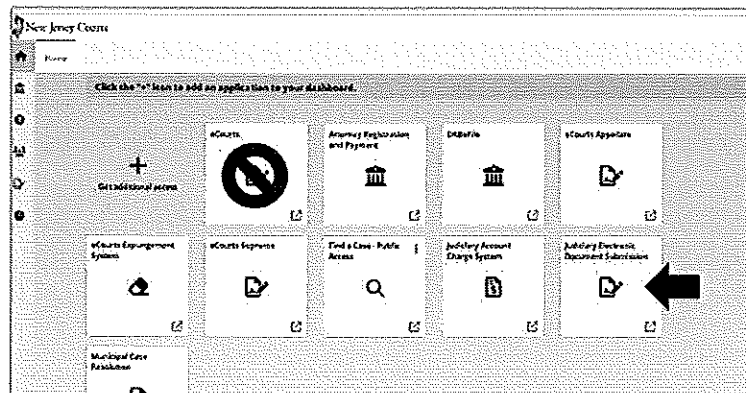 New Jersey Courts
Home
Click the "+" icon to add an application to your dashboard.
Get additional access
eCourts
Attorney Registration
and Payment
eCourts Appellate
eCourts Expungement
System
eCourts Supreme
Find a Case - Public
Access
Judiciary Account
Charge System
Judiciary Electronic
Document Submission
Municipal Case
Resolution